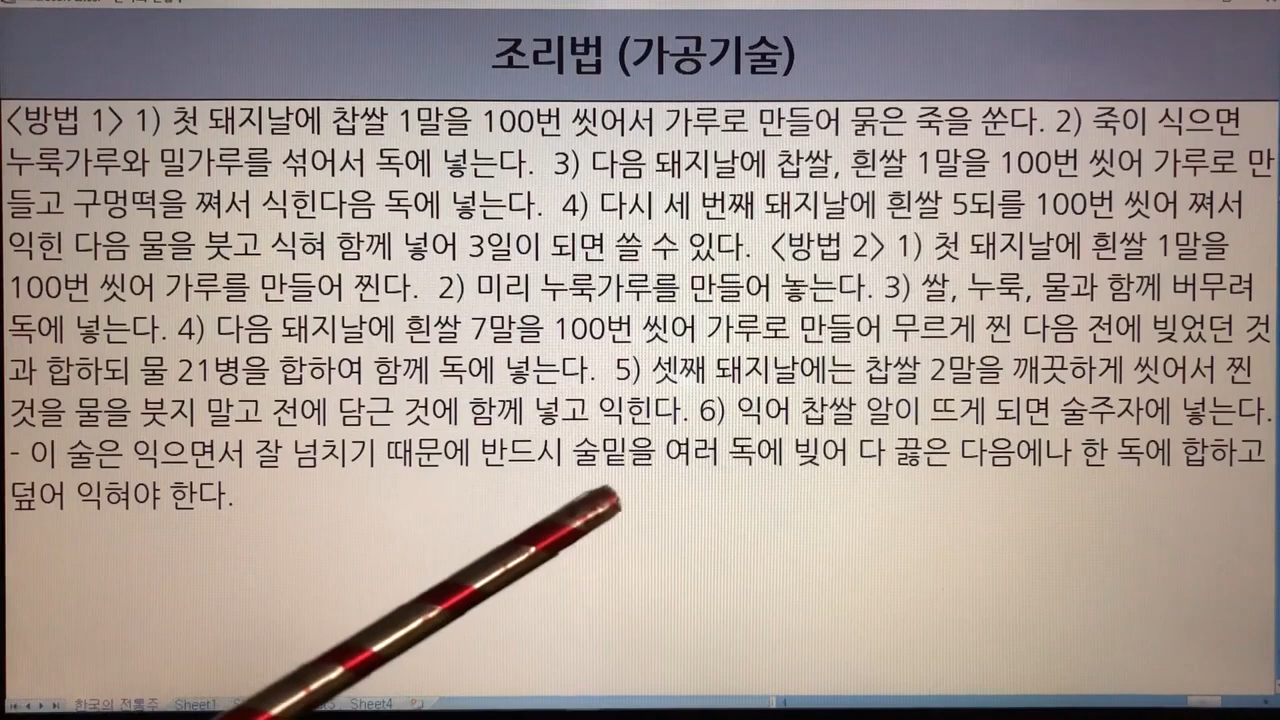 조리법 (가공기술)
<방법 1> 1) 첫 돼지날에 찹쌀 1말을 100번 씻어서 가루로 만들어 묽은 죽을 쑨다. 2) 죽이 식으면
누룩가루와 밀가루를 섞어서 독에 넣는다. 3) 다음 돼지날에 찹쌀, 흰쌀 1말을 100번 씻어 가루로 만
들고 구멍떡을 쪄서 식힌다음 독에 넣는다. 4) 다시 세 번째 돼지날에 흰쌀 5되를 100번 씻어 쪄서
익힌 다음 물을 붓고 식혀 함께 넣어 3일이 되면 쓸 수 있다. <방법 2> 1) 첫 돼지날에 흰쌀 1말을
100번 씻어 가루를 만들어 찐다. 2) 미리 누룩가루를 만들어 놓는다. 3) 쌀, 누룩, 물과 함께 버무려
독에 넣는다. 4) 다음 돼지날에 흰쌀 7말을 100번 씻어 가루로 만들어 무르게 찐 다음 전에 빚었던 것
과 합하되 물 21병을 합하여 함께 독에 넣는다. 5) 셋째 돼지날에는 찹쌀 2말을 깨끗하게 씻어서 찐
것을 물을 붓지 말고 전에 담근 것에 함께 넣고 익힌다. 6) 익어 찹쌀 알이 뜨게 되면 술주자에 넣는다.
- 이 술은 익으면서 잘 넘치기 때문에 반드시 술밑을 여러 독에 빚어 다 끓은 다음에나 한 독에 합하고
덮어 익혀야 한다.
한국의 전통주 Sheet1 Sheet4